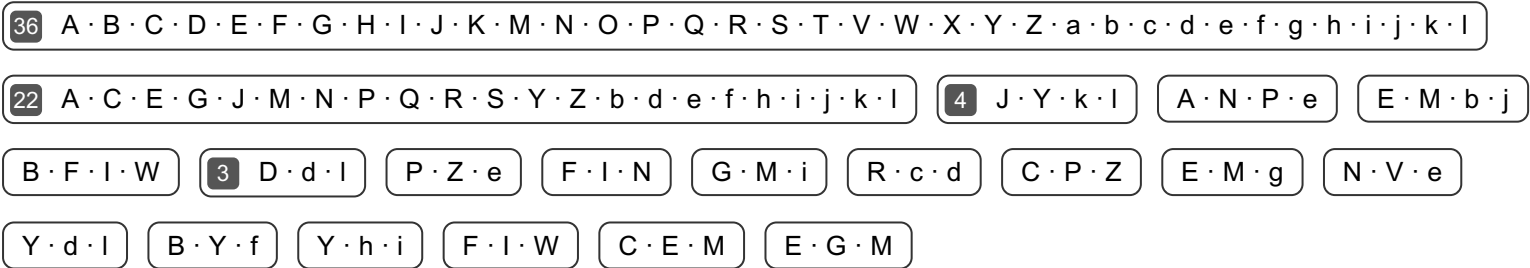 36 A · B · C · D · E · F · G · H · I · J · K · M · N · O · P · Q · R · S · T · V · W · X · Y · Z · a · b · c · d · e · f · g · h · i · j · k · l
22 A · C · E · G · J · M · N · P · Q · R · S · Y · Z · b · d · e · f · h · i · j · k · l 4 J · Y · k · l A · N · P · e E · M · b · j
B · F · I · W 3 D · d · l P · Z · e F · I · N G · M · i R · c · d C · P · Z E · M · g N · V · e
Y · d · l B · Y · f Y · h · i F · I · W C · E · M E · G · M